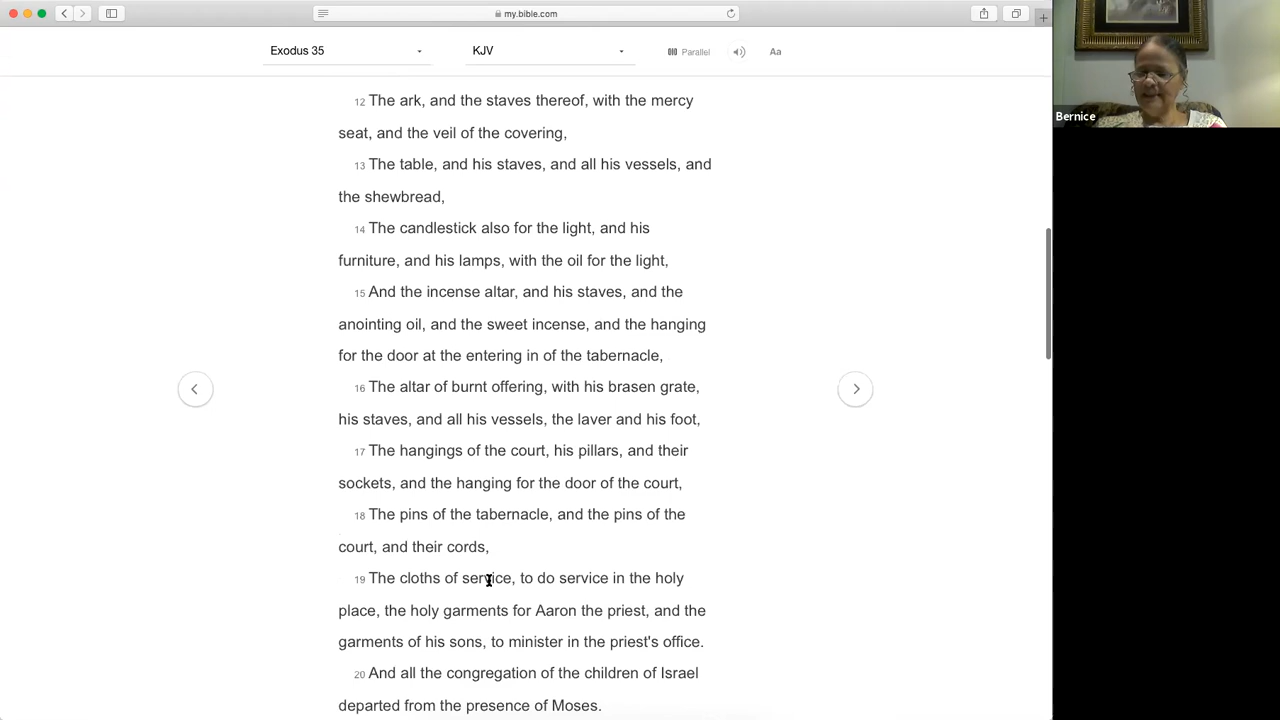 my.bible.com
Exodus 35
KJV
Parallel
Aa
Bernice
12 The ark, and the staves thereof, with the mercy
seat, and the veil of the covering,
13 The table, and his staves, and all his vessels, and
the shewbread,
14 The candlestick also for the light, and his
furniture, and his lamps, with the oil for the light,
15 And the incense altar, and his staves, and the
anointing oil, and the sweet incense, and the hanging
for the door at the entering in of the tabernacle,
16 The altar of burnt offering, with his brasen grate,
his staves, and all his vessels, the laver and his foot,
17 The hangings of the court, his pillars, and their
sockets, and the hanging for the door of the court,
18 The pins of the tabernacle, and the pins of the
court, and their cords,
19 The cloths of service, to do service in the holy
place, the holy garments for Aaron the priest, and the
garments of his sons, to minister in the priest's office.
20 And all the congregation of the children of Israel
departed from the presence of Moses.